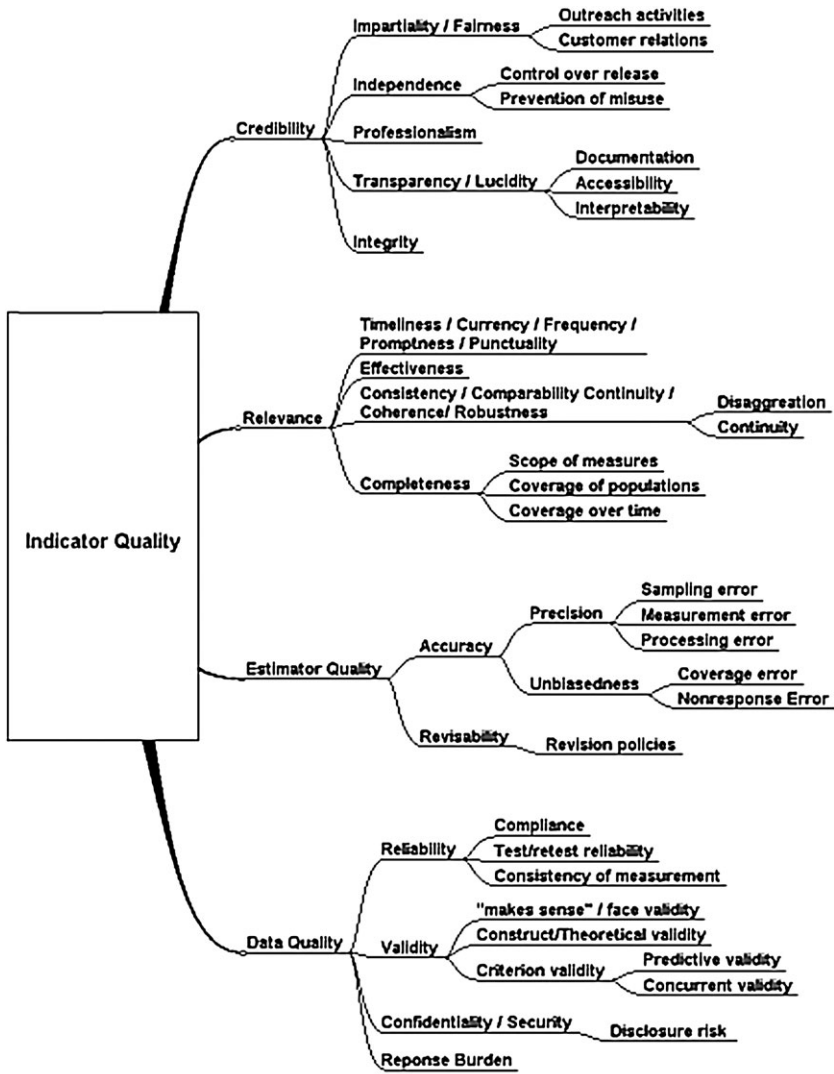 Indicator Quality
Credibility
Impartiality / Fairness
Outreach activities
Customer relations
Independence
Control over release
Prevention of misuse
Professionalism
Transparency / Lucidity
Documentation
Accessibility
Interpretability
Integrity
Relevance
Timeliness / Currency / Frequency /
Promptness / Punctuality
Effectiveness
Consistency / Comparability Continuity /
Coherence/ Robustness
Disaggreation
Continuity
Completeness
Scope of measures
Coverage of populations
Coverage over time
Estimator Quality
Accuracy
Precision
Sampling error
Measurement error
Processing error
Unbiasedness
Coverage error
Nonresponse Error
Revisability
Revision policies
Data Quality
Reliability
Compliance
Test/retest reliability
Consistency of measurement
Validity
"makes sense" / face validity
Construct/Theoretical validity
Criterion validity
Predictive validity
Concurrent validity
Confidentiality / Security
Disclosure risk
Reponse Burden